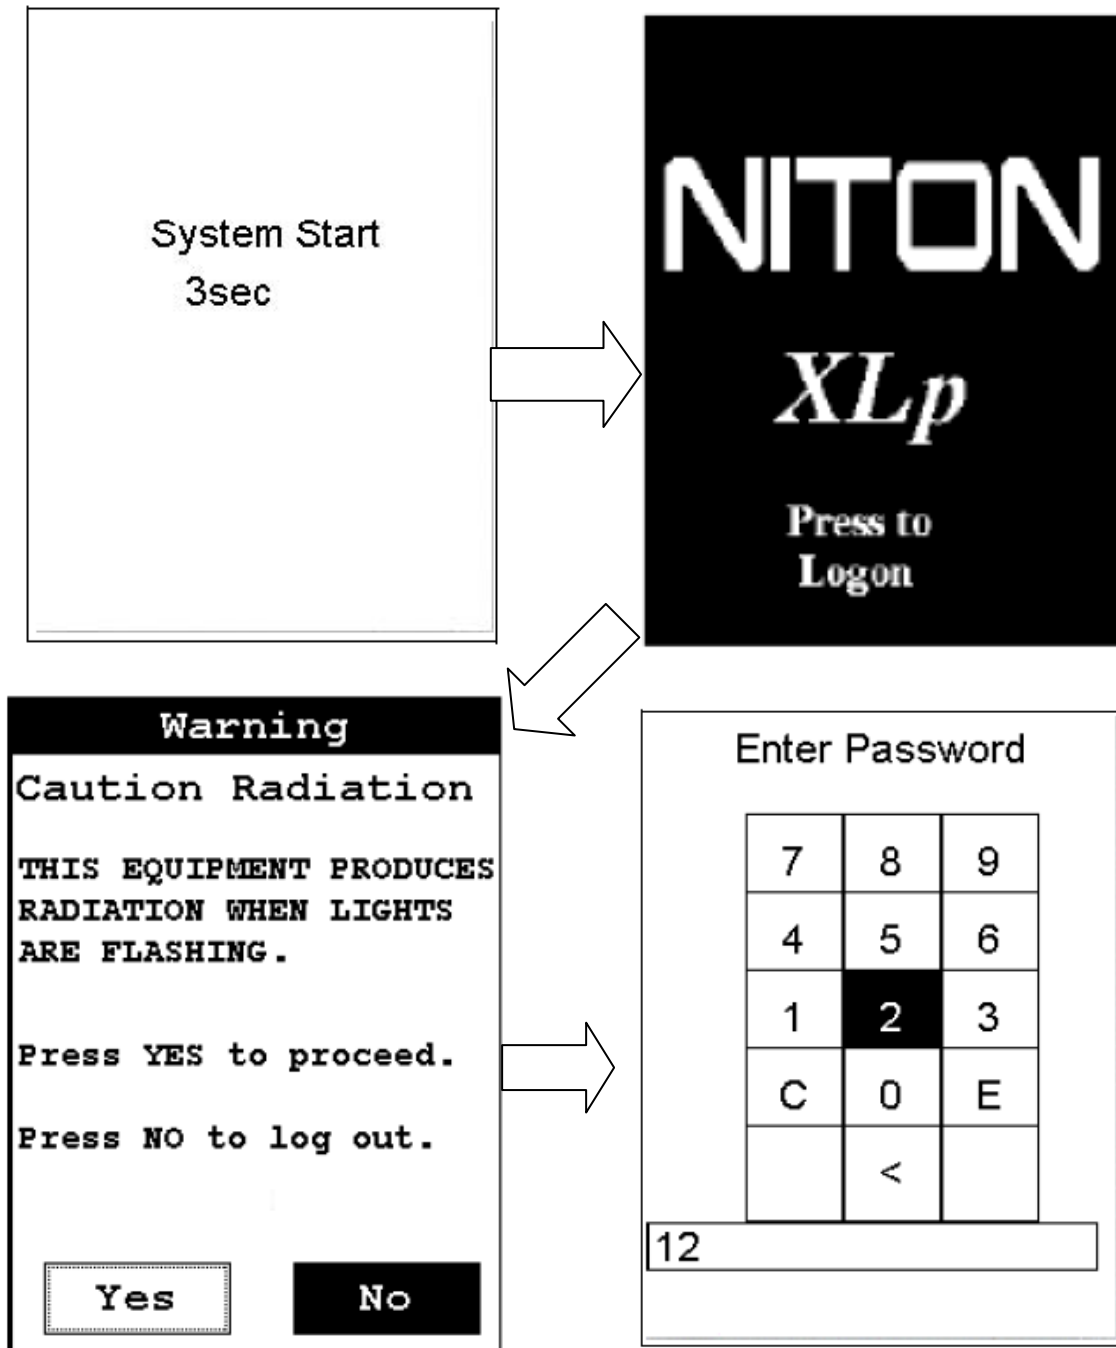 System Start
3sec
NITON
XLp
Press to
Logon
Warning
Caution Radiation
THIS EQUIPMENT PRODUCES
RADIATION WHEN LIGHTS
ARE FLASHING.
Press YES to proceed.
Press NO to log out.
Yes No
Enter Password
7 8 9
4 5 6
1 2 3
C 0 E
<
12